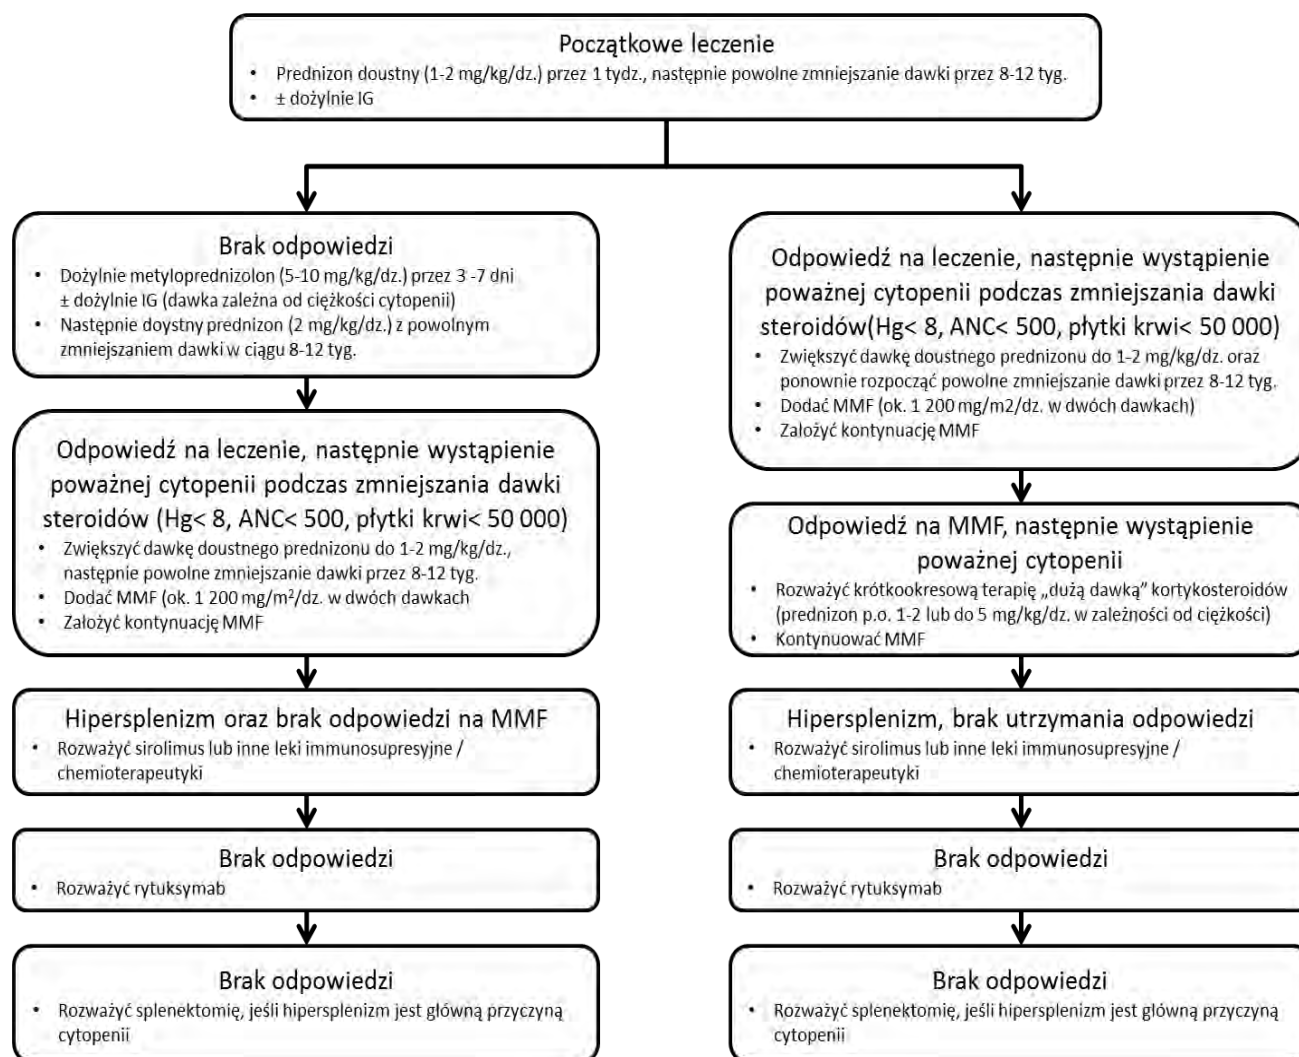 Początkowe leczenie
• Prednizon doustny (1-2 mg/kg/dz.) przez 1 tydz., następnie powolne zmniejszanie dawki przez 8-12 tyg.
• ± dożylnie IG
Brak odpowiedzi
• Dożylnie metyloprednizolon (5-10 mg/kg/dz.) przez 3 -7 dni
± dożylnie IG (dawka zależna od ciężkości cytopenii)
• Następnie doystny prednizon (2 mg/kg/dz.) z powolnym
zmniejszaniem dawki w ciągu 8-12 tyg.
Odpowiedź na leczenie, następnie wystąpienie
poważnej cytopenii podczas zmniejszania dawki
steroidów (Hg< 8, ANC< 500, płytki krwi< 50 000)
• Zwiększyć dawkę doustnego prednizonu do 1-2 mg/kg/dz.,
następnie powolne zmniejszanie dawki przez 8-12 tyg.
• Dodać MMF (ok. 1 200 mg/m²/dz. w dwóch dawkach
• Założyć kontynuację MMF
Hipersplenizm oraz brak odpowiedzi na MMF
• Rozważyć sirolimus lub inne leki immunosupresyjne /
chemioterapeutyki
Brak odpowiedzi
• Rozważyć rytuksymab
Brak odpowiedzi
• Rozważyć splenektomię, jeśli hipersplenizm jest główną przyczyną
cytopenii
Odpowiedź na leczenie, następnie wystąpienie
poważnej cytopenii podczas zmniejszania dawki
steroidów(Hg< 8, ANC< 500, płytki krwi< 50 000)
• Zwiększyć dawkę doustnego prednizonu do 1-2 mg/kg/dz. oraz
ponownie rozpocząć powolne zmniejszanie dawki przez 8-12 tyg.
• Dodać MMF (ok. 1 200 mg/m2/dz. w dwóch dawkach)
• Założyć kontynuację MMF
Odpowiedź na MMF, następnie wystąpienie
poważnej cytopenii
• Rozważyć krótkookresową terapię „dużą dawką” kortykosteroidów
(prednizon p.o. 1-2 lub do 5 mg/kg/dz. w zależności od ciężkości)
• Kontynuować MMF
Hipersplenizm, brak utrzymania odpowiedzi
• Rozważyć sirolimus lub inne leki immunosupresyjne /
chemioterapeutyki
Brak odpowiedzi
• Rozważyć rytuksymab
Brak odpowiedzi
• Rozważyć splenektomię, jeśli hipersplenizm jest główną przyczyną
cytopenii